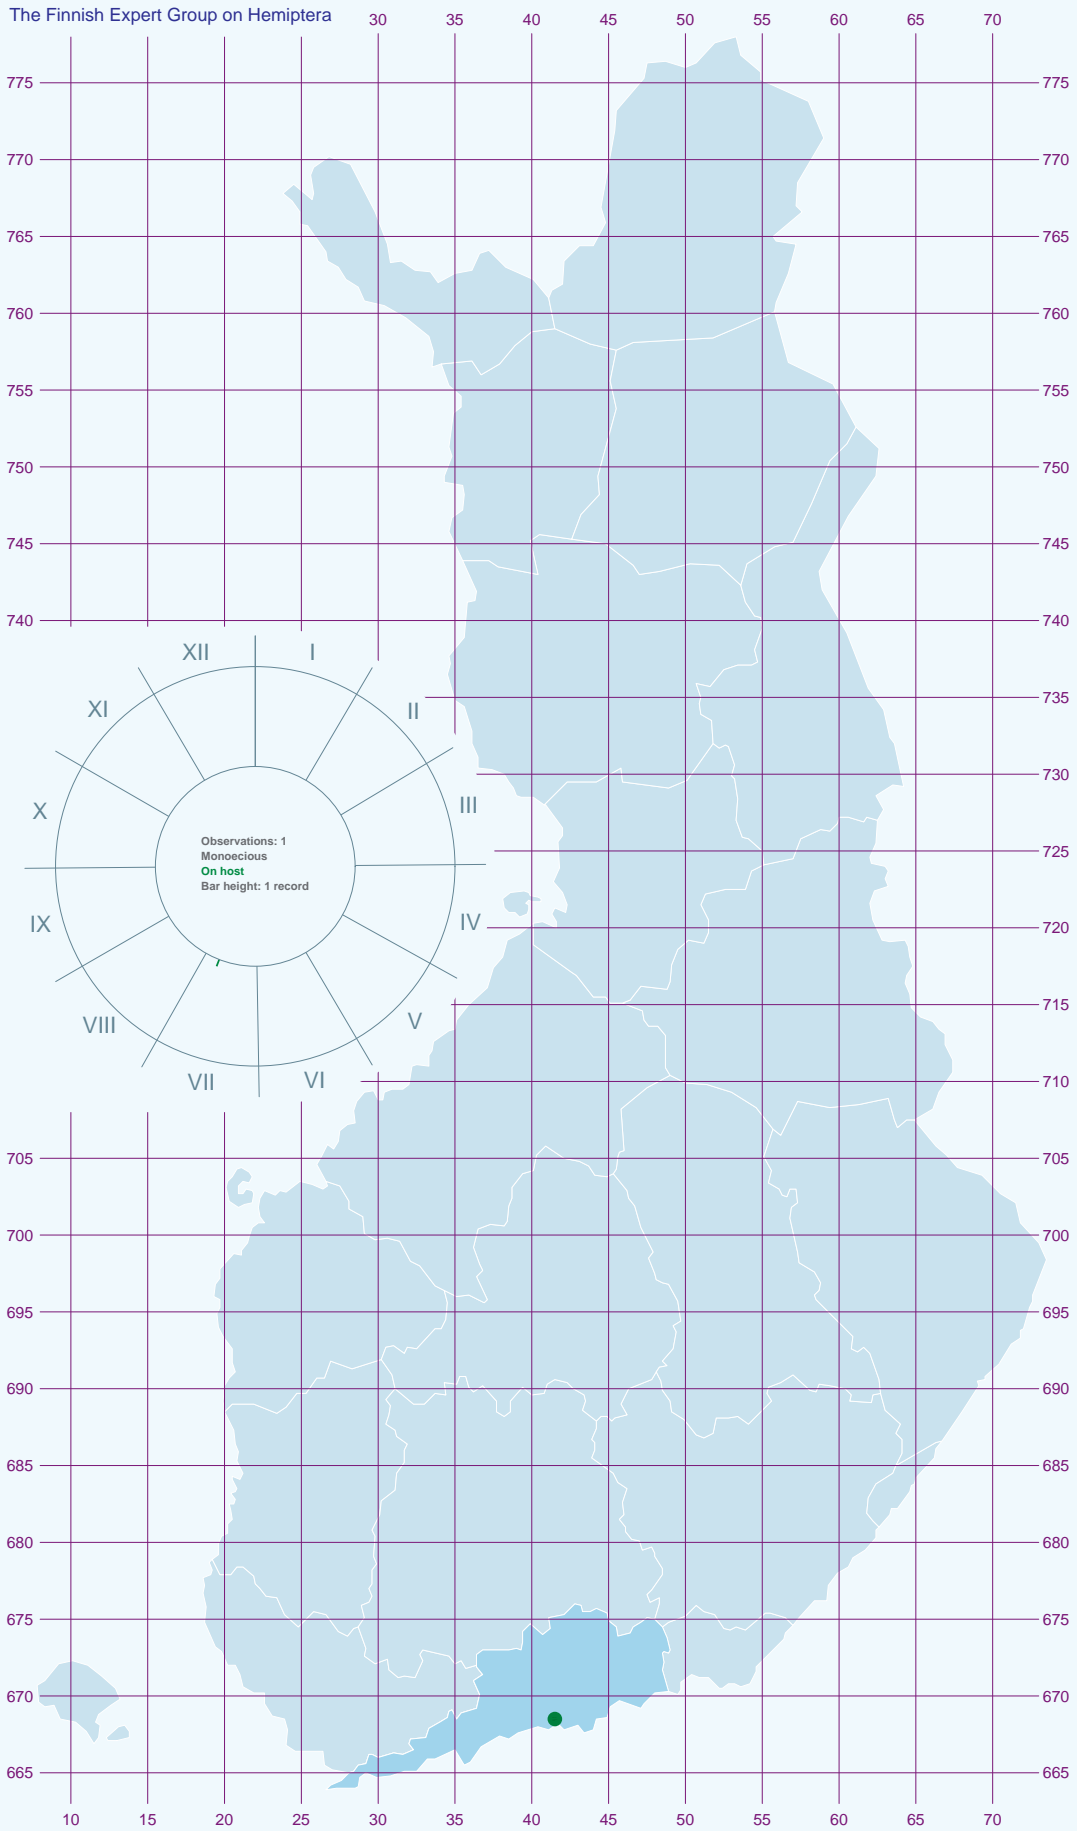 The Finnish Expert Group on Hemiptera
30 40 45 50 55 60 65 70
775 775
770 770
765 765
760 760
755 755
750 750
745 745
740 740
XII I
XI II
735
730
X III
Observations: 1
Monoecious
On host
Bar height: 1 record
725
IX IV
720
715
VIII V
VII VI
710
705 705
700 700
695 695
690 690
685 685
680 680
675 675
670 670
665 665
10 15 20 25 30 35 40 45 50 55 60 65 70